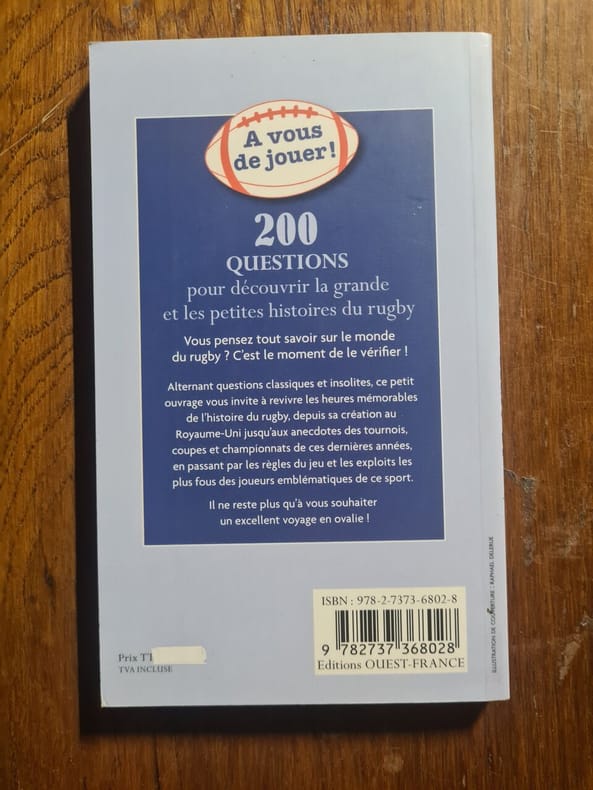 A vous
de jouer !
200
QUESTIONS
pour découvrir la grande
et les petites histoires du rugby
Vous pensez tout savoir sur le monde
du rugby ? C'est le moment de le vérifier !
Alternant questions classiques et insolites, ce petit
ouvrage vous invite à revivre les heures mémorables
de l'histoire du rugby, depuis sa création au
Royaume-Uni jusqu'aux anecdotes des tournois,
coupes et championnats de ces dernières années,
en passant par les règles du jeu et les exploits les
plus fous des joueurs emblématiques de ce sport.
Il ne reste plus qu'à vous souhaiter
un excellent voyage en ovalie !
ILLUSTRATION DE COUVERTURE : RAPHAËL DELERUE
ISBN : 978-2-7373-6802-8
9 782737 368028
Editions OUEST-FRANCE
Prix
TVA INCLUSE